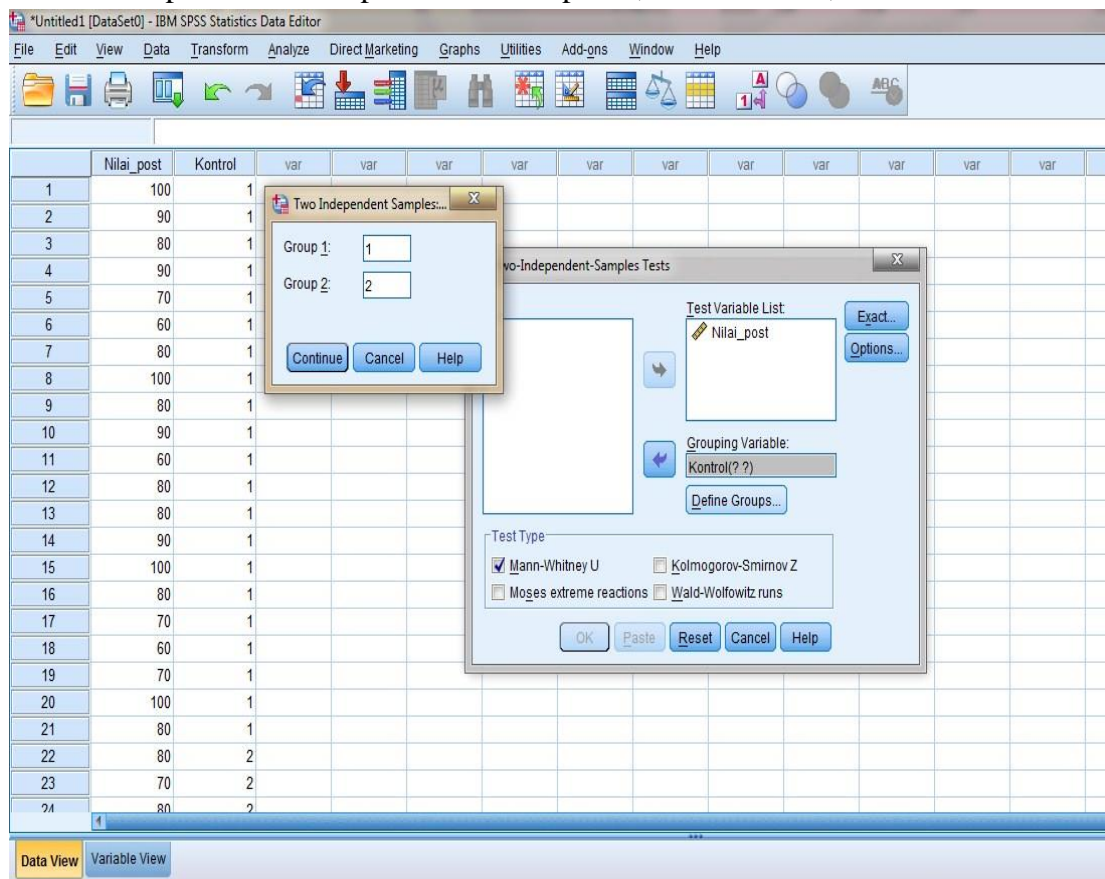 *Untitled1 [DataSet0] - IBM SPSS Statistics Data Editor
File Edit View Data Transform Analyze Direct Marketing Graphs Utilities Add-ons Window Help
Nilai_post Kontrol var var var var var var var var var var var
1 100 1
2 90 1
3 80 1
4 90 1
5 70 1
6 60 1
7 80 1
8 100 1
9 80 1
10 90 1
11 60 1
12 80 1
13 80 1
14 90 1
15 100 1
16 80 1
17 70 1
18 60 1
19 70 1
20 100 1
21 80 1
22 80 2
23 70 2
24 80 2
Two Independent Samples:...
Group 1: 1
Group 2: 2
Continue Cancel Help
wo-Independent-Samples Tests
Test Variable List:
Nilai_post
Exact...
Options...
Grouping Variable:
Kontrol(? ?)
Define Groups...
Test Type
Mann-Whitney U Kolmogorov-Smirnov Z
Moses extreme reactions Wald-Wolfowitz runs
OK Paste Reset Cancel Help
Data View Variable View